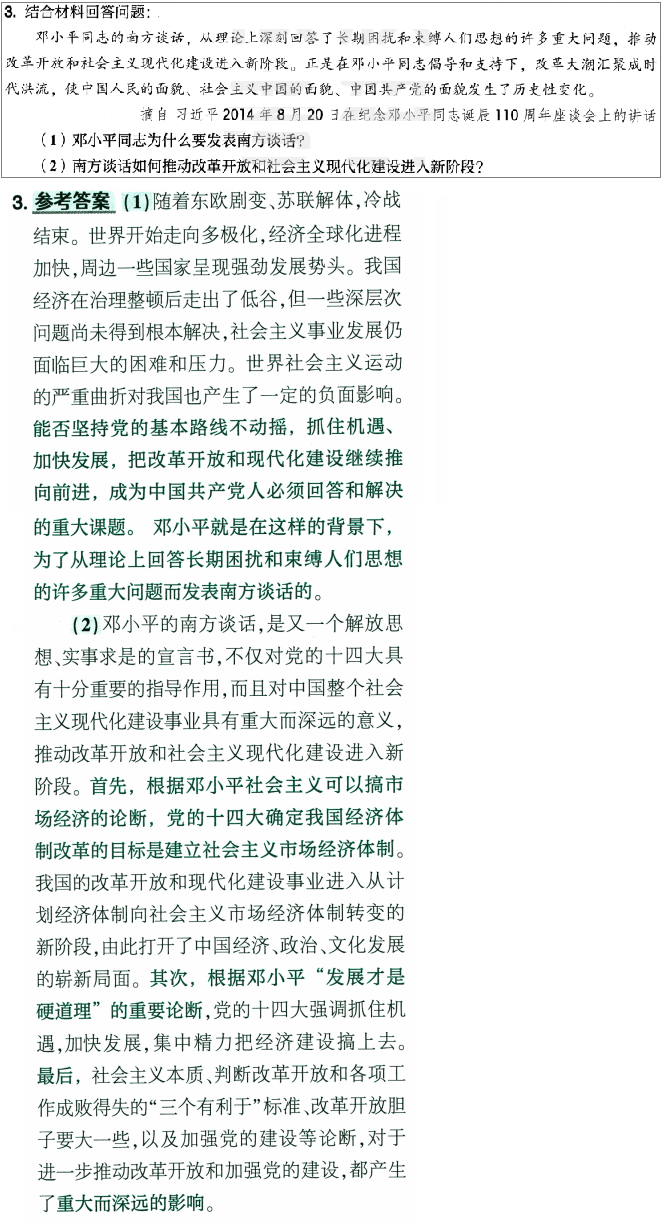 3. 结合材料回答问题:
邓小平同志的南方谈话，从理论上深刻回答了长期困扰和束缚人们思想的许多重大问题，推动
改革开放和社会主义现代化建设进入新阶段。正是在邓小平同志倡导和支持下，改革大潮汇聚成时
代洪流，使中国人民的面貌、社会主义中国的面貌、中国共产党的面貌发生了历史性变化。
摘自 习近平 2014 年 8 月 20 日在纪念邓小平同志诞辰 110 周年座谈会上的讲话
(1) 邓小平同志为什么要发表南方谈话?
(2) 南方谈话如何推动改革开放和社会主义现代化建设进入新阶段?
3. 参考答案 (1)随着东欧剧变、苏联解体,冷战
结束。世界开始走向多极化,经济全球化进程
加快,周边一些国家呈现强劲发展势头。我国
经济在治理整顿后走出了低谷,但一些深层次
问题尚未得到根本解决,社会主义事业发展仍
面临巨大的困难和压力。世界社会主义运动
的严重曲折对我国也产生了一定的负面影响。
能否坚持党的基本路线不动摇，抓住机遇、
加快发展，把改革开放和现代化建设继续推
向前进，成为中国共产党人必须回答和解决
的重大课题。 邓小平就是在这样的背景下，
为了从理论上回答长期困扰和束缚人们思想
的许多重大问题而发表南方谈话的。
(2)邓小平的南方谈话,是又一个解放思
想、实事求是的宣言书,不仅对党的十四大具
有十分重要的指导作用,而且对中国整个社会
主义现代化建设事业具有重大而深远的意义,
推动改革开放和社会主义现代化建设进入新
阶段。首先，根据邓小平社会主义可以搞市
场经济的论断，党的十四大确定我国经济体
制改革的目标是建立社会主义市场经济体制。
我国的改革开放和现代化建设事业进入从计
划经济体制向社会主义市场经济体制转变的
新阶段,由此打开了中国经济、政治、文化发展
的崭新局面。其次，根据邓小平“发展才是
硬道理”的重要论断,党的十四大强调抓住机
遇,加快发展,集中精力把经济建设搞上去。
最后，社会主义本质、判断改革开放和各项工
作成败得失的“三个有利于”标准、改革开放胆
子要大一些,以及加强党的建设等论断,对于
进一步推动改革开放和加强党的建设,都产生
了重大而深远的影响。